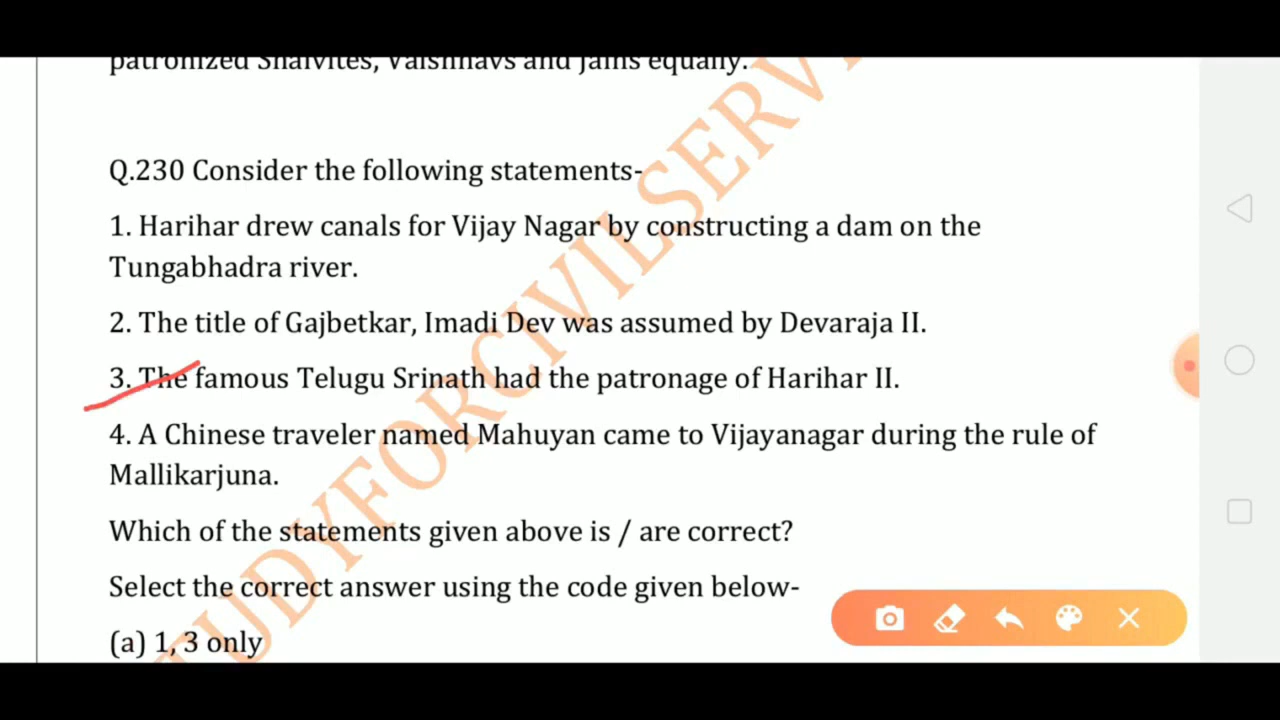 patronized Shaivites, Vaishnavs and Jains equally.
Q.230 Consider the following statements-
1. Harihar drew canals for Vijay Nagar by constructing a dam on the
Tungabhadra river.
2. The title of Gajbetkar, Imadi Dev was assumed by Devaraja II.
3. The famous Telugu Srinath had the patronage of Harihar II.
4. A Chinese traveler named Mahuyan came to Vijayanagar during the rule of
Mallikarjuna.
Which of the statements given above is / are correct?
Select the correct answer using the code given below-
(a) 1, 3 only
TUDYFORCIVILSERVI